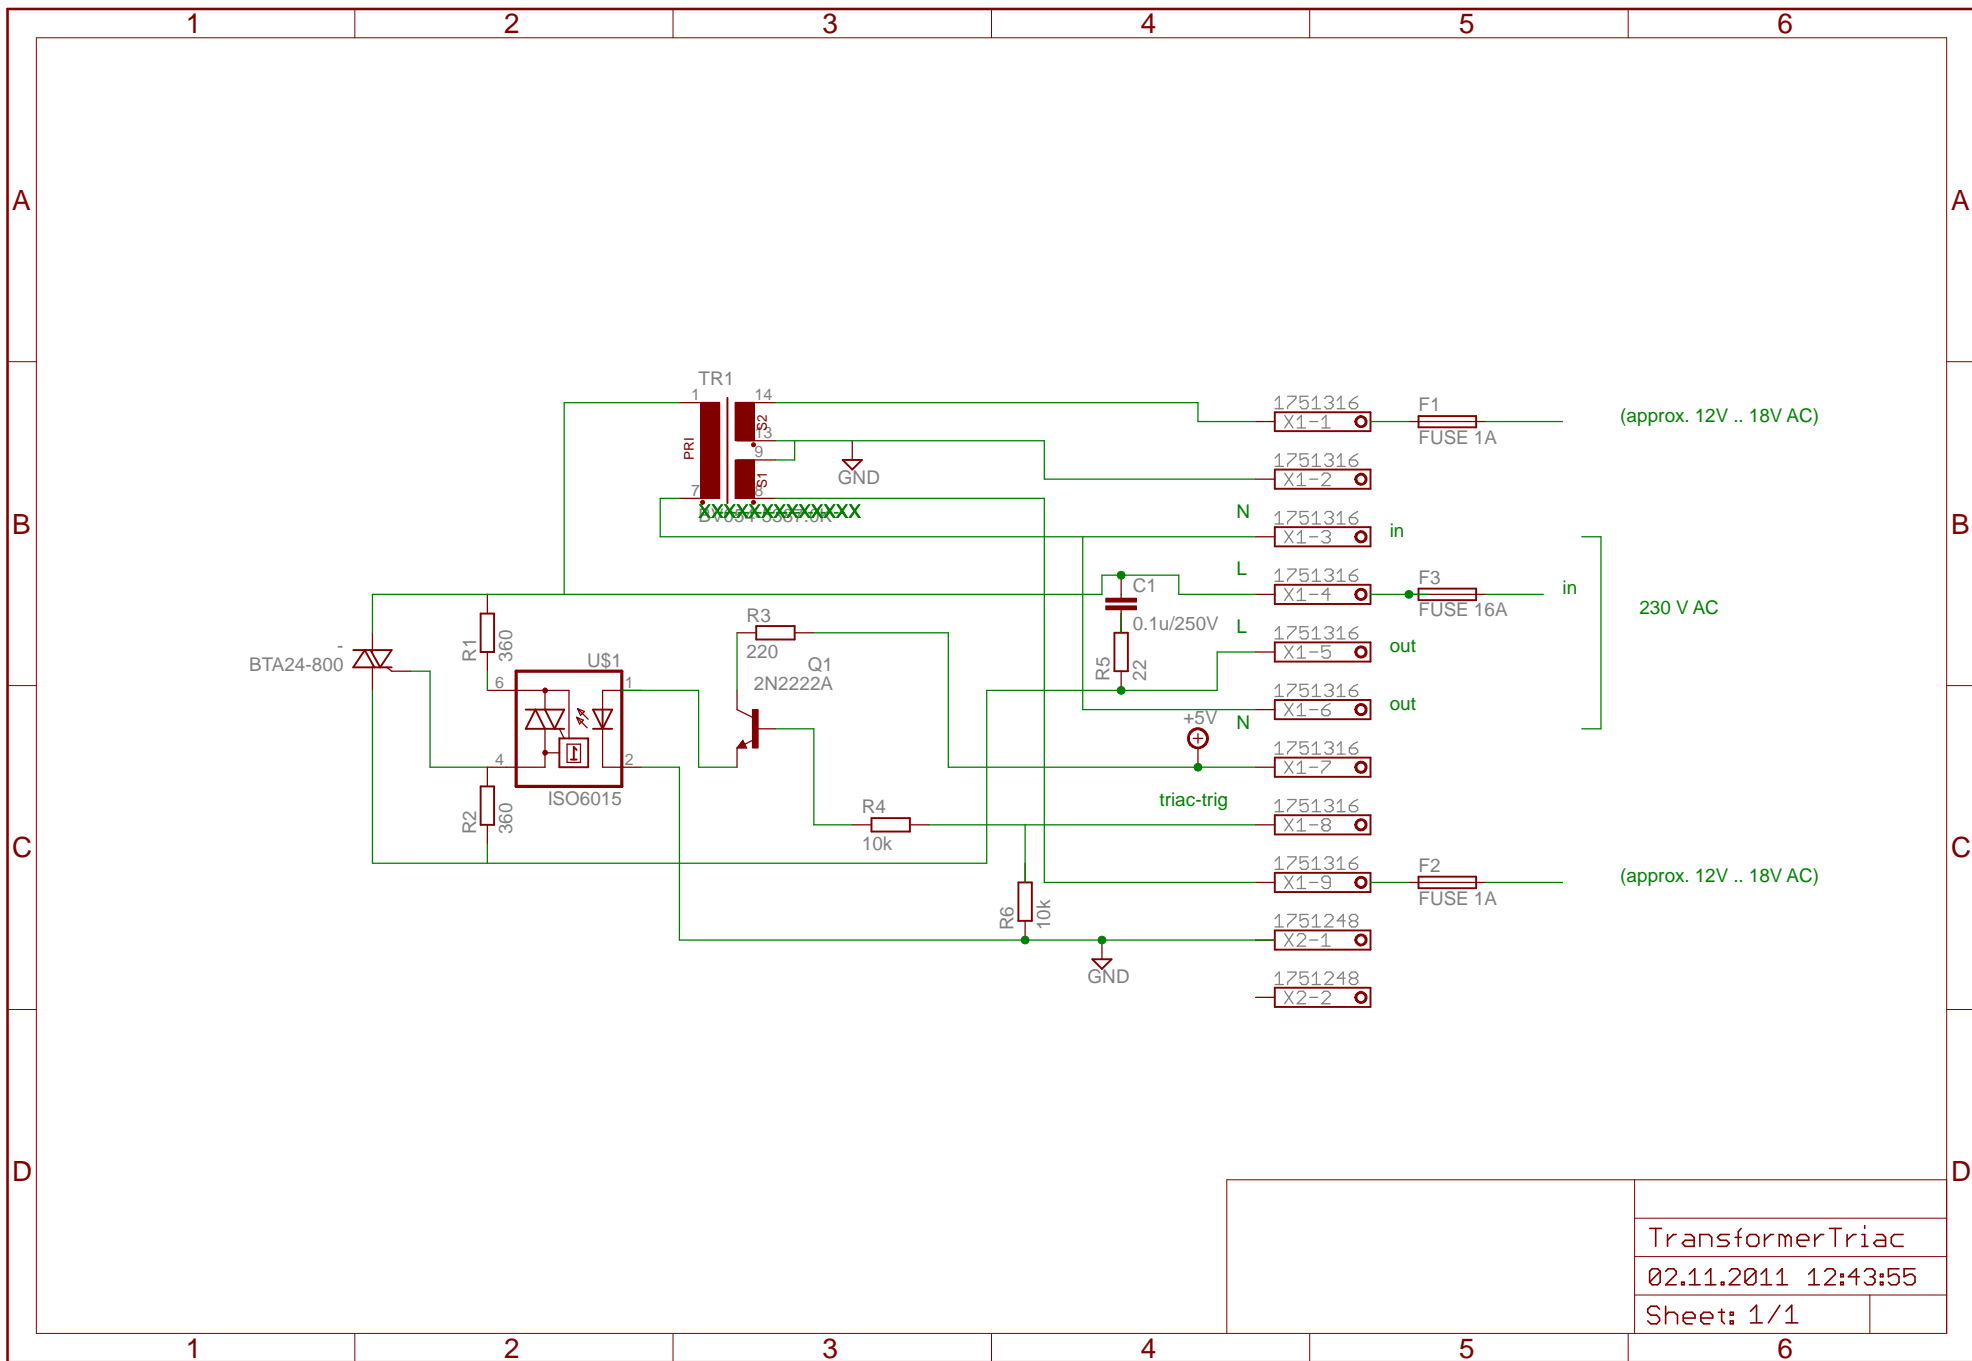 1 2 3 4 5 6
A A
TR1
1 14
1751316
X1-1
F1
FUSE 1A
(approx. 12V .. 18V AC)
PRI
S2
13
9
S1
8
7
GND
XXXXXXXXXXXXX
1751316
X1-2
B B
N
1751316
X1-3
in
L
1751316
X1-4
F3
FUSE 16A
in
230 V AC
C1
0.1u/250V
R5
22
L
1751316
X1-5
out
1751316
X1-6
out
N
+5V
-
BTA24-800
R1
360
R3
220
Q1
2N2222A
U$1
6 1
4 2
ISO6015
R2
360
1751316
X1-7
triac-trig
1751316
X1-8
R4
10k
C C
1751316
X1-9
F2
FUSE 1A
(approx. 12V .. 18V AC)
R6
10k
1751248
X2-1
GND
1751248
X2-2
D D
TransformerTriac
02.11.2011 12:43:55
Sheet: 1/1
1 2 3 4 5 6